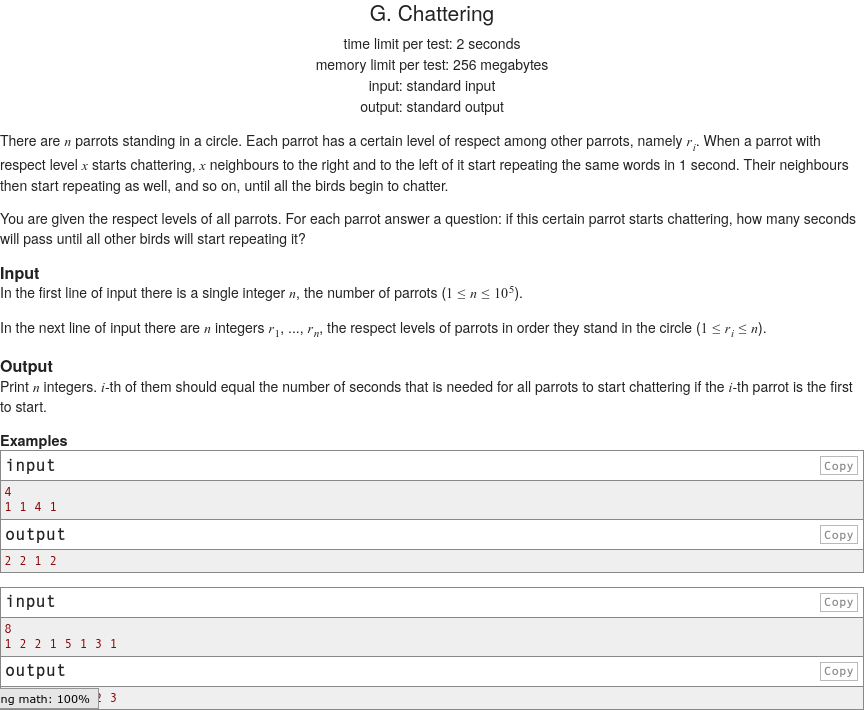 G. Chattering
time limit per test: 2 seconds
memory limit per test: 256 megabytes
input: standard input
output: standard output
There are n parrots standing in a circle. Each parrot has a certain level of respect among other parrots, namely r_i. When a parrot with
respect level x starts chattering, x neighbours to the right and to the left of it start repeating the same words in 1 second. Their neighbours
then start repeating as well, and so on, until all the birds begin to chatter.
You are given the respect levels of all parrots. For each parrot answer a question: if this certain parrot starts chattering, how many seconds
will pass until all other birds will start repeating it?
Input
In the first line of input there is a single integer n, the number of parrots (1 ≤ n ≤ 10^5).
In the next line of input there are n integers r_1, ..., r_n, the respect levels of parrots in order they stand in the circle (1 ≤ r_i ≤ n).
Output
Print n integers. i-th of them should equal the number of seconds that is needed for all parrots to start chattering if the i-th parrot is the first
to start.
Examples
input
Copy
4
1 1 4 1
output
Copy
2 2 1 2
input
Copy
8
1 2 2 1 5 1 3 1
output
Copy
ng math: 100%
3